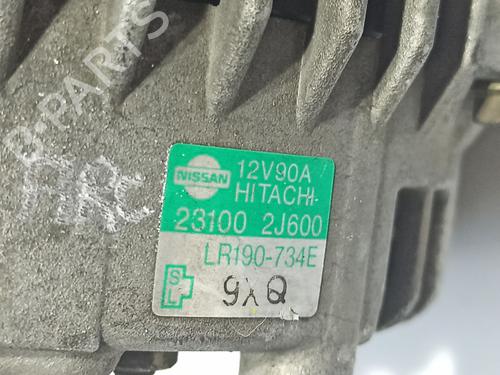 B-PARTS
NISSAN
12V90A
HITACHI
23100 2J600
LR190-734E
S
L
9XQ